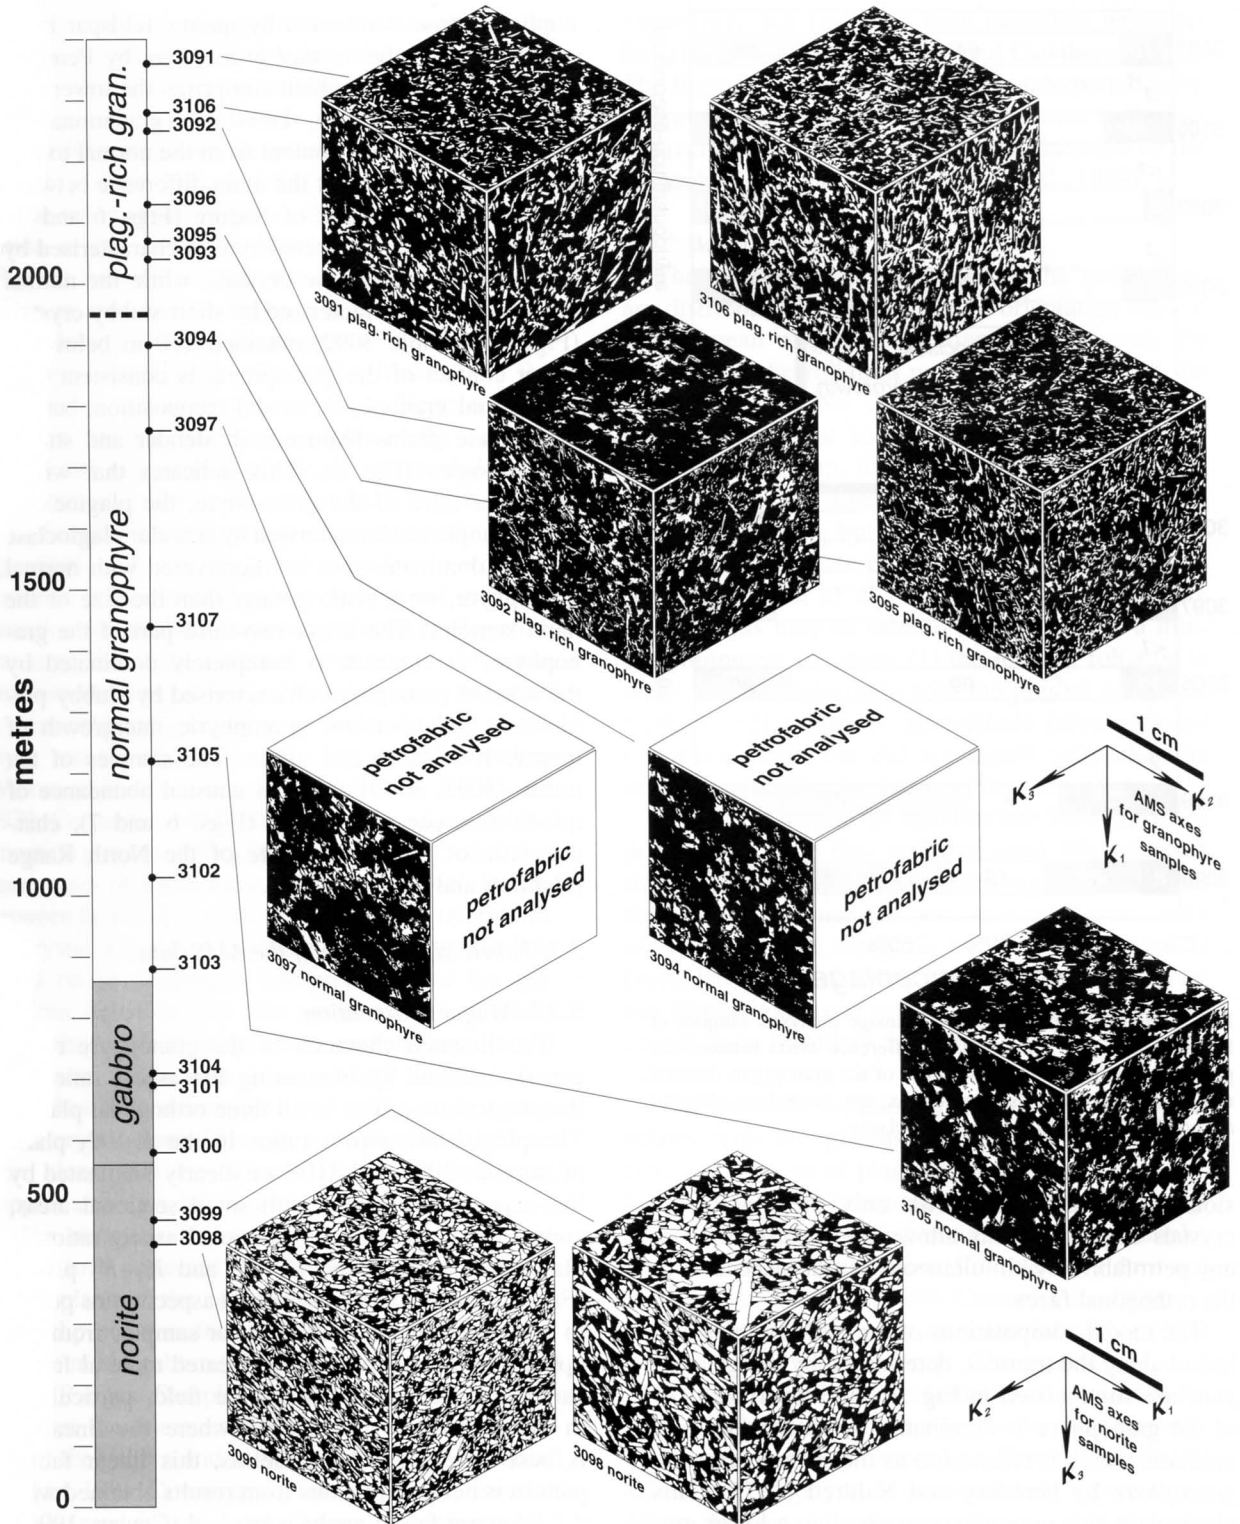 metres
2000
1500
1000
500
0
plag.-rich gran.
normal granophyre
gabbro
norite
3091
3106
3092
3096
3095
3093
3094
3097
3107
3105
3102
3103
3104
3101
3100
3099
3098
3091 plag. rich granophyre
3106 plag. rich granophyre
3092 plag. rich granophyre
3095 plag. rich granophyre
petrofabric
not analysed
petrofabric
not analysed
3097 normal granophyre
petrofabric
not analysed
petrofabric
not analysed
3094 normal granophyre
1 cm
K3
K2
K1
AMS axes
for granophyre
samples
3105 normal granophyre
3099 norite
3098 norite
1 cm
K2
K1
K3
AMS axes
for norite
samples